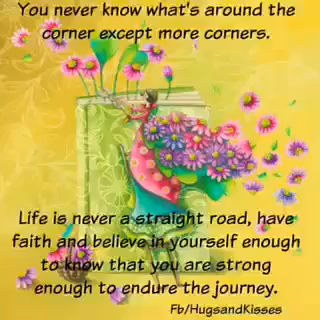 You never know what's around the
corner except more corners.
Life is never a straight road, have
faith and believe in yourself enough
to know that you are strong
enough to endure the journey.
Fb/HugsandKisses